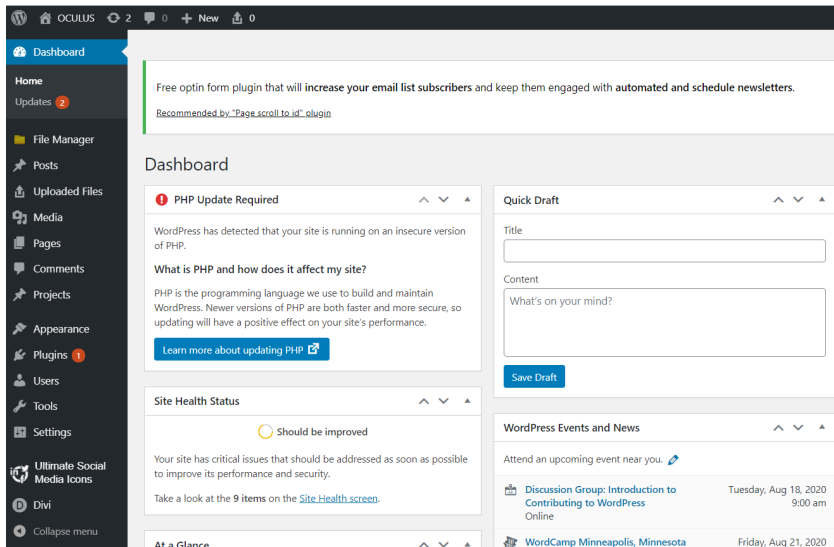 OCULUS 2 0 + New 0
Dashboard
Home
Updates 2
File Manager
Posts
Uploaded Files
Media
Pages
Comments
Projects
Appearance
Plugins 1
Users
Tools
Settings
Ultimate Social
Media Icons
Divi
Collapse menu
Free optin form plugin that will increase your email list subscribers and keep them engaged with automated and schedule newsletters.
Recommended by "Page scroll to id" plugin
Dashboard
PHP Update Required
WordPress has detected that your site is running on an insecure version
of PHP.
What is PHP and how does it affect my site?
PHP is the programming language we use to build and maintain
WordPress. Newer versions of PHP are both faster and more secure, so
updating will have a positive effect on your site's performance.
Learn more about updating PHP
Site Health Status
Should be improved
Your site has critical issues that should be addressed as soon as possible
to improve its performance and security.
Take a look at the 9 items on the Site Health screen.
At a Glance
Quick Draft
Title
Content
What's on your mind?
Save Draft
WordPress Events and News
Attend an upcoming event near you.
Discussion Group: Introduction to
Contributing to WordPress
Online
Tuesday, Aug 18, 2020
9:00 am
WordCamp Minneapolis, Minnesota
Friday, Aug 21, 2020